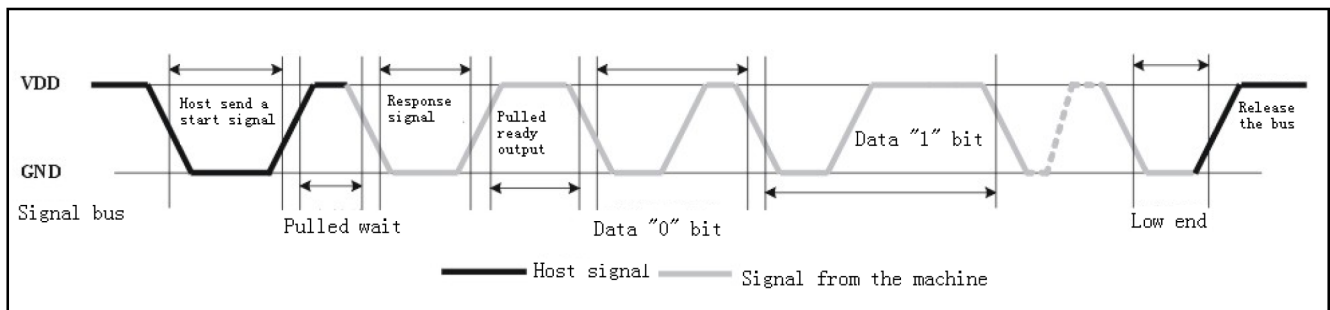 VDD
Host send a
start signal
Response
signal
Pulled
ready
output
Data "1" bit
Release
the bus
GND
Signal bus
Pulled wait
Data "0" bit
Low end
Host signal
Signal from the machine